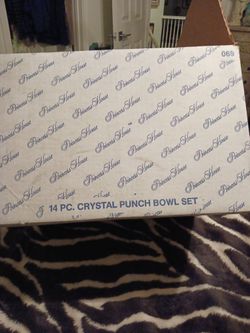 069
Princess House
14 PC. CRYSTAL PUNCH BOWL SET